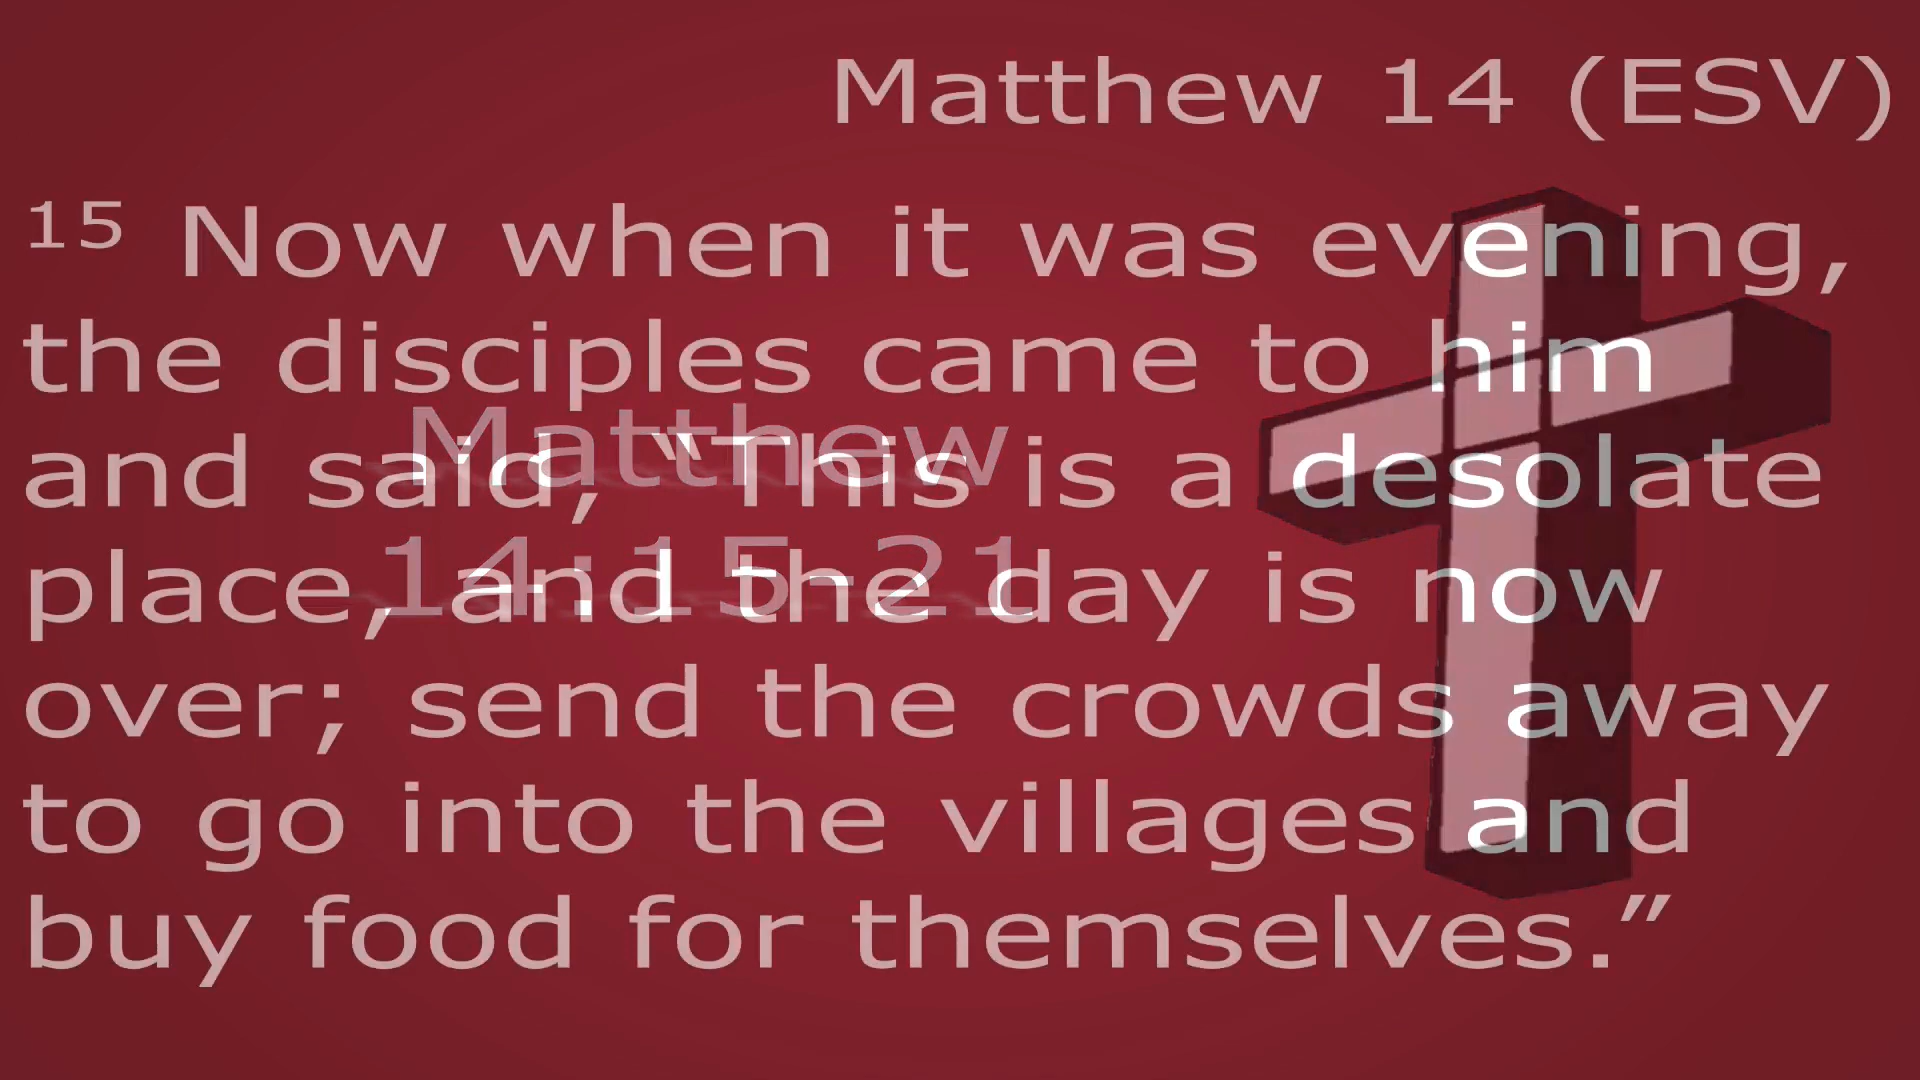 Matthew 14 (ESV)
15 Now when it was evening,
the disciples came to him
and said, “This is a desolate
place, and the day is now
over; send the crowds away
to go into the villages and
buy food for themselves.”
Matthew
14:15-21